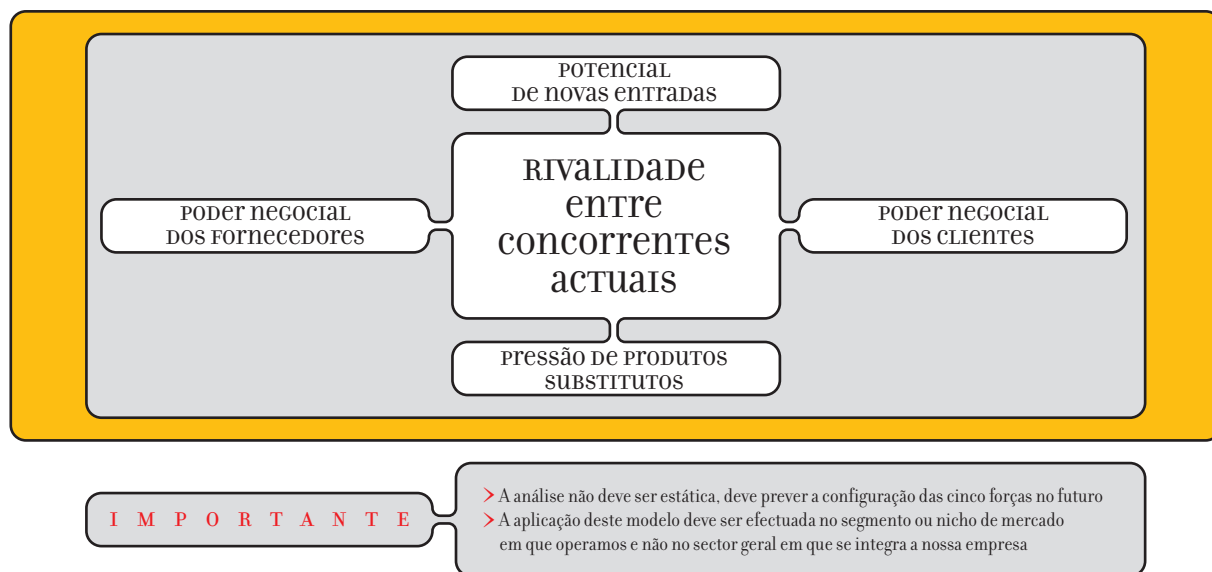 POTENCIAL
DE NOVAS ENTRADAS
RIVALIDADE
ENTRE
CONCORRENTES
ACTUAIS
PODER NEGOCIAL
DOS FORNECEDORES
PODER NEGOCIAL
DOS CLIENTES
PRESSÃO DE PRODUTOS
SUBSTITUTOS
IMPORTANTE
> A análise não deve ser estática, deve prever a configuração das cinco forças no futuro
> A aplicação deste modelo deve ser efectuada no segmento ou nicho de mercado
em que operamos e não no sector geral em que se integra a nossa empresa